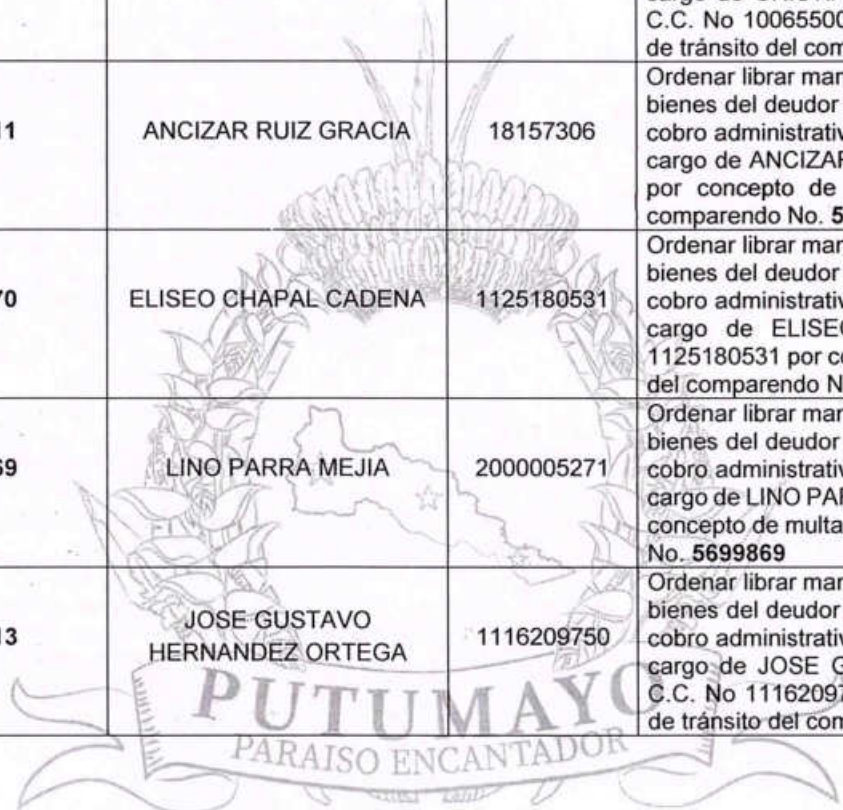 C.C. No 10065500
de tránsito del com
11
ANCIZAR RUIZ GRACIA
18157306
Ordenar librar man
bienes del deudor
cobro administrativ
cargo de ANCIZAR
por concepto de
comparendo No. 5
70
ELISEO CHAPAL CADENA
1125180531
Ordenar librar man
bienes del deudor
cobro administrativ
cargo de ELISEO
1125180531 por co
del comparendo N
69
LINO PARRA MEJIA
2000005271
Ordenar librar man
bienes del deudor
cobro administrativ
cargo de LINO PAR
concepto de multa
No. 5699869
13
JOSE GUSTAVO
HERNANDEZ ORTEGA
1116209750
Ordenar librar man
bienes del deudor
cobro administrativ
cargo de JOSE G
C.C. No 11162097
de tránsito del com
PUTUMAYO
PARAISO ENCANTADOR